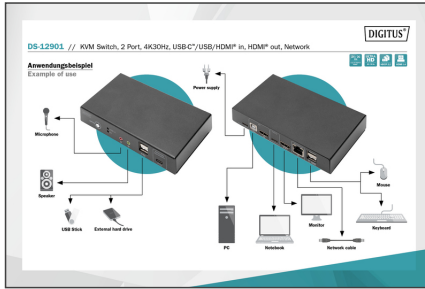 DIGITUS®
DS-12901 // KVM Switch, 2 Port, 4K30Hz, USB-C™/USB/HDMI® in, HDMI® out, Network
Anwendungsbeispiel
Example of use
Power supply
Microphone
Speaker
USB Stick
External hard drive
PC
Notebook
Monitor
Network cable
Mouse
Keyboard